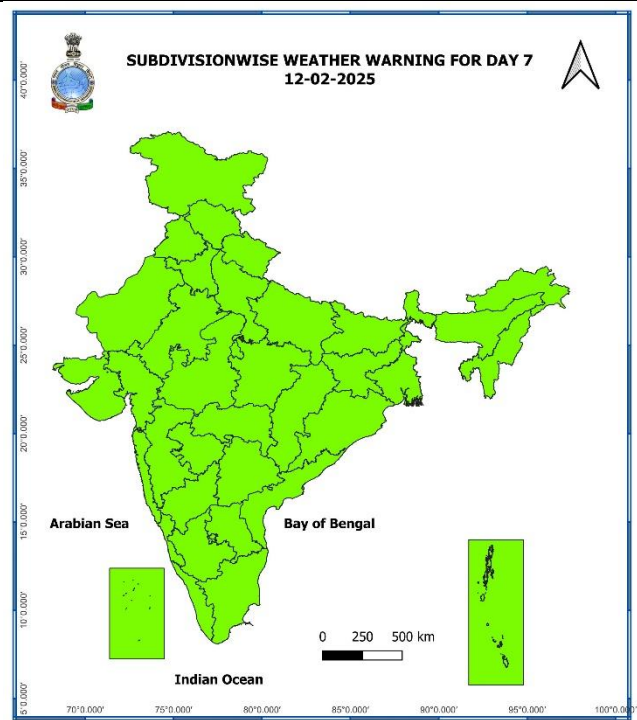 SUBDIVISIONWISE WEATHER WARNING FOR DAY 7
12-02-2025
40°0.000'
35°0.000'
30°0.000'
25°0.000'
20°0.000'
15°0.000'
10°0.000'
5°0.000'
Arabian Sea
Bay of Bengal
0 250 500 km
Indian Ocean
70°0.000' 75°0.000' 80°0.000' 85°0.000' 90°0.000' 95°0.000' 100°0.000'